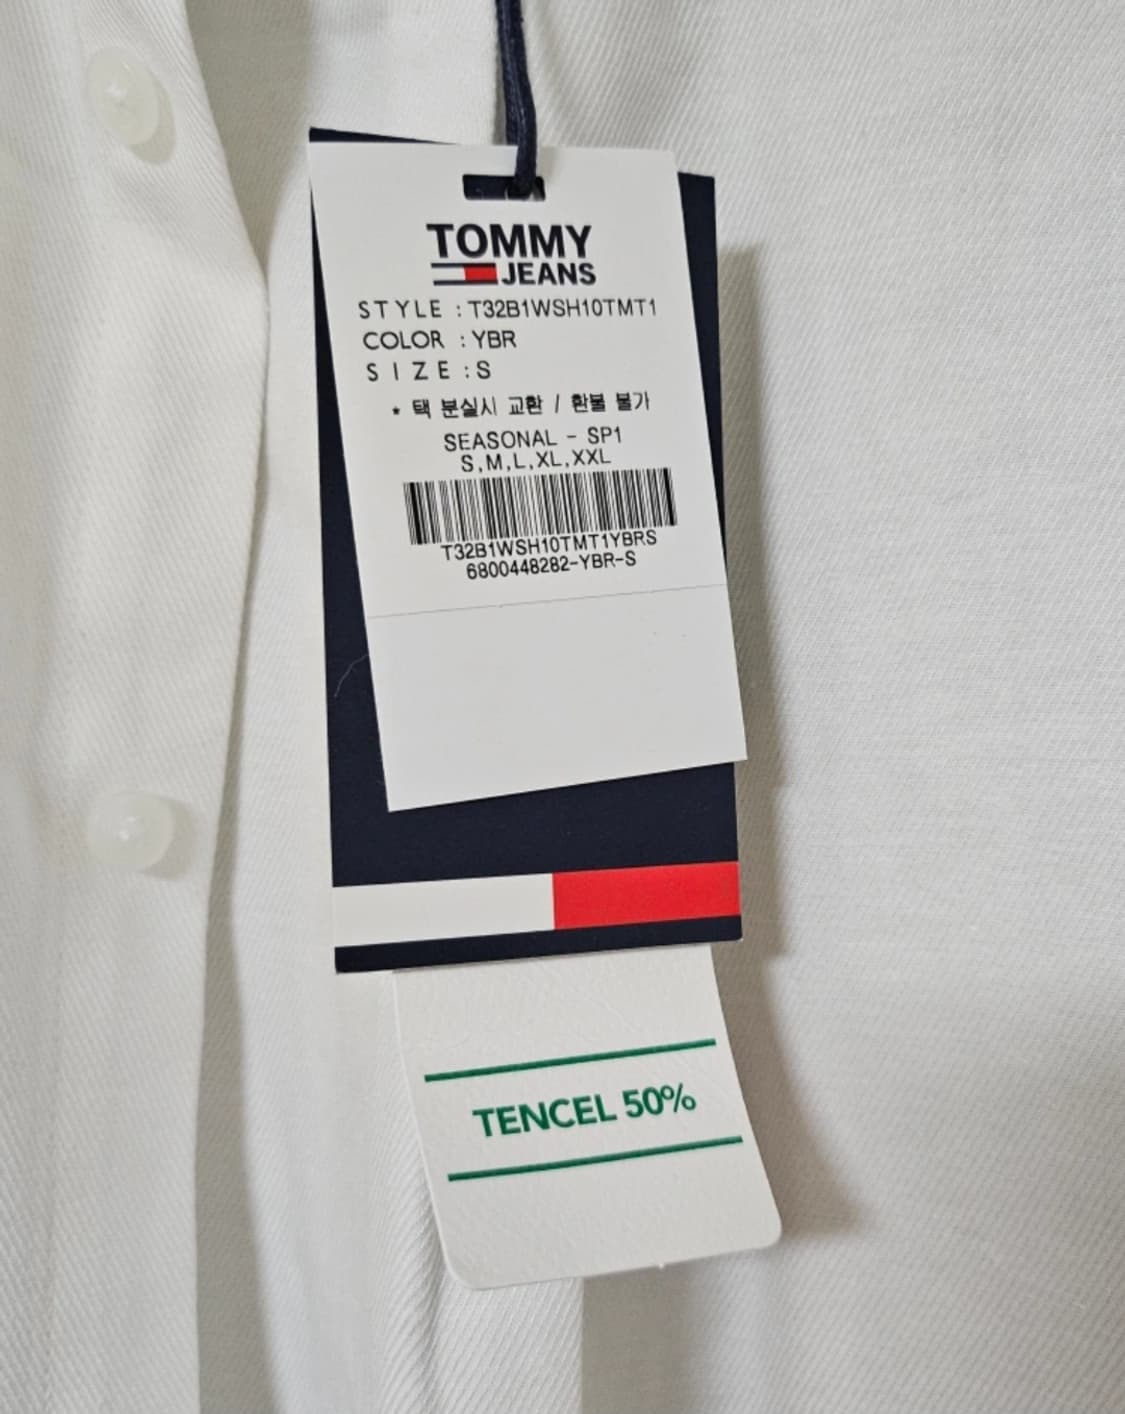 TOMMY
JEANS
STYLE : T32B1WSH10TMT1
COLOR : YBR
SIZE : S
* 택 분실시 교환 / 환불 불가
SEASONAL - SP1
S,M,L,XL,XXL
T32B1WSH10TMT1YBRS
6800448282-YBR-S
TENCEL 50%